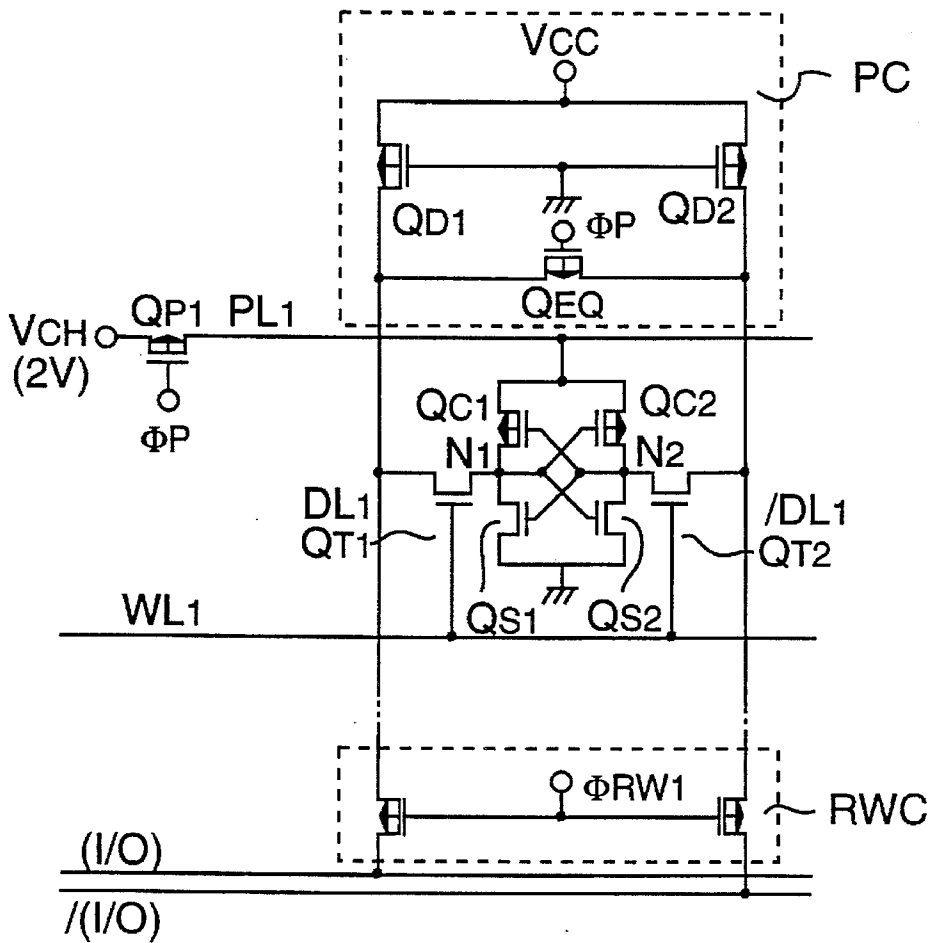 VCC
PC
QD1
QD2
ΦP
QEQ
QP1
PL1
VCH
(2V)
ΦP
QC1
QC2
N1
N2
DL1
/DL1
QT1
QT2
WL1
QS1
QS2
ΦRW1
RWC
(I/O)
/(I/O)